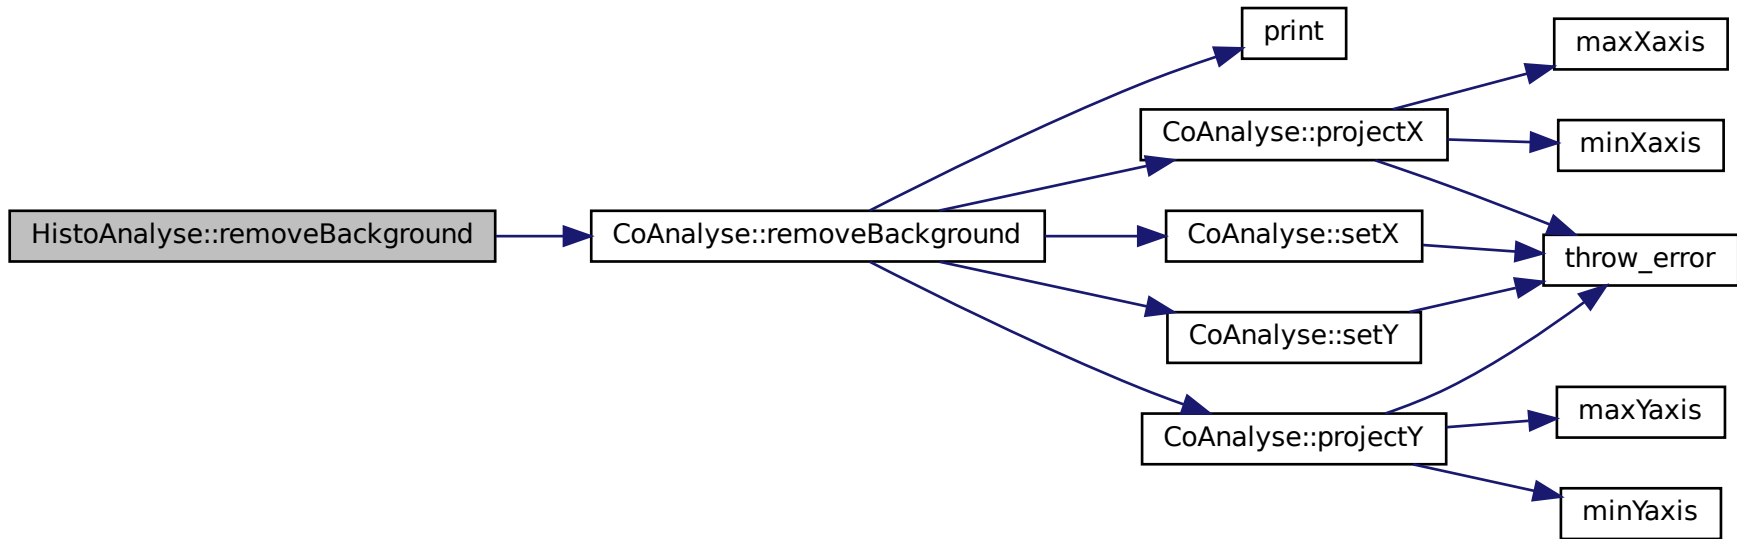 HistoAnalyse::removeBackground
CoAnalyse::removeBackground
print
CoAnalyse::projectX
CoAnalyse::setX
CoAnalyse::setY
CoAnalyse::projectY
maxXaxis
minXaxis
throw_error
maxYaxis
minYaxis